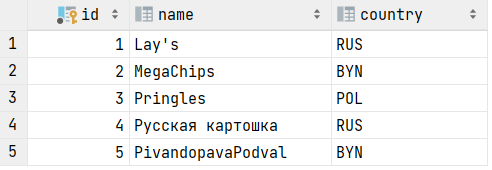 id name country
1 1 Lay's RUS
2 2 MegaChips BYN
3 3 Pringles POL
4 4 Русская картошка RUS
5 5 PivandopavaPodval BYN